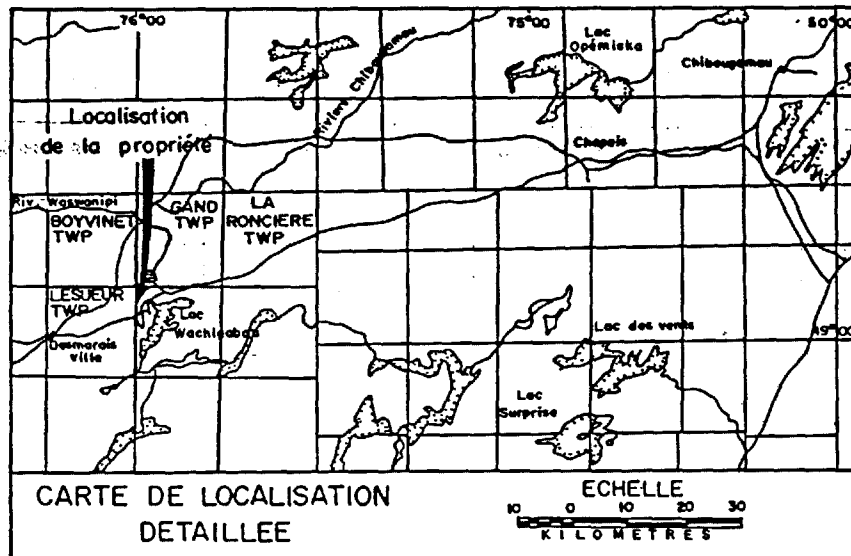 76°00
75°00
50°00
Lac
Opémiska
Chibougamau
Rivière Chibougamau
Localisation
de la propriété
Chapais
Riv. Waswanipi
BOYVINET
TWP
GAND
TWP
LA
RONCIERE
TWP
LESUEUR
TWP
Lac
Desmarais
ville
Lac des vents
49°00
Lac
Surprise
CARTE DE LOCALISATION
DETAILLEE
ECHELLE
10 0 10 20 30
KILOMETRES